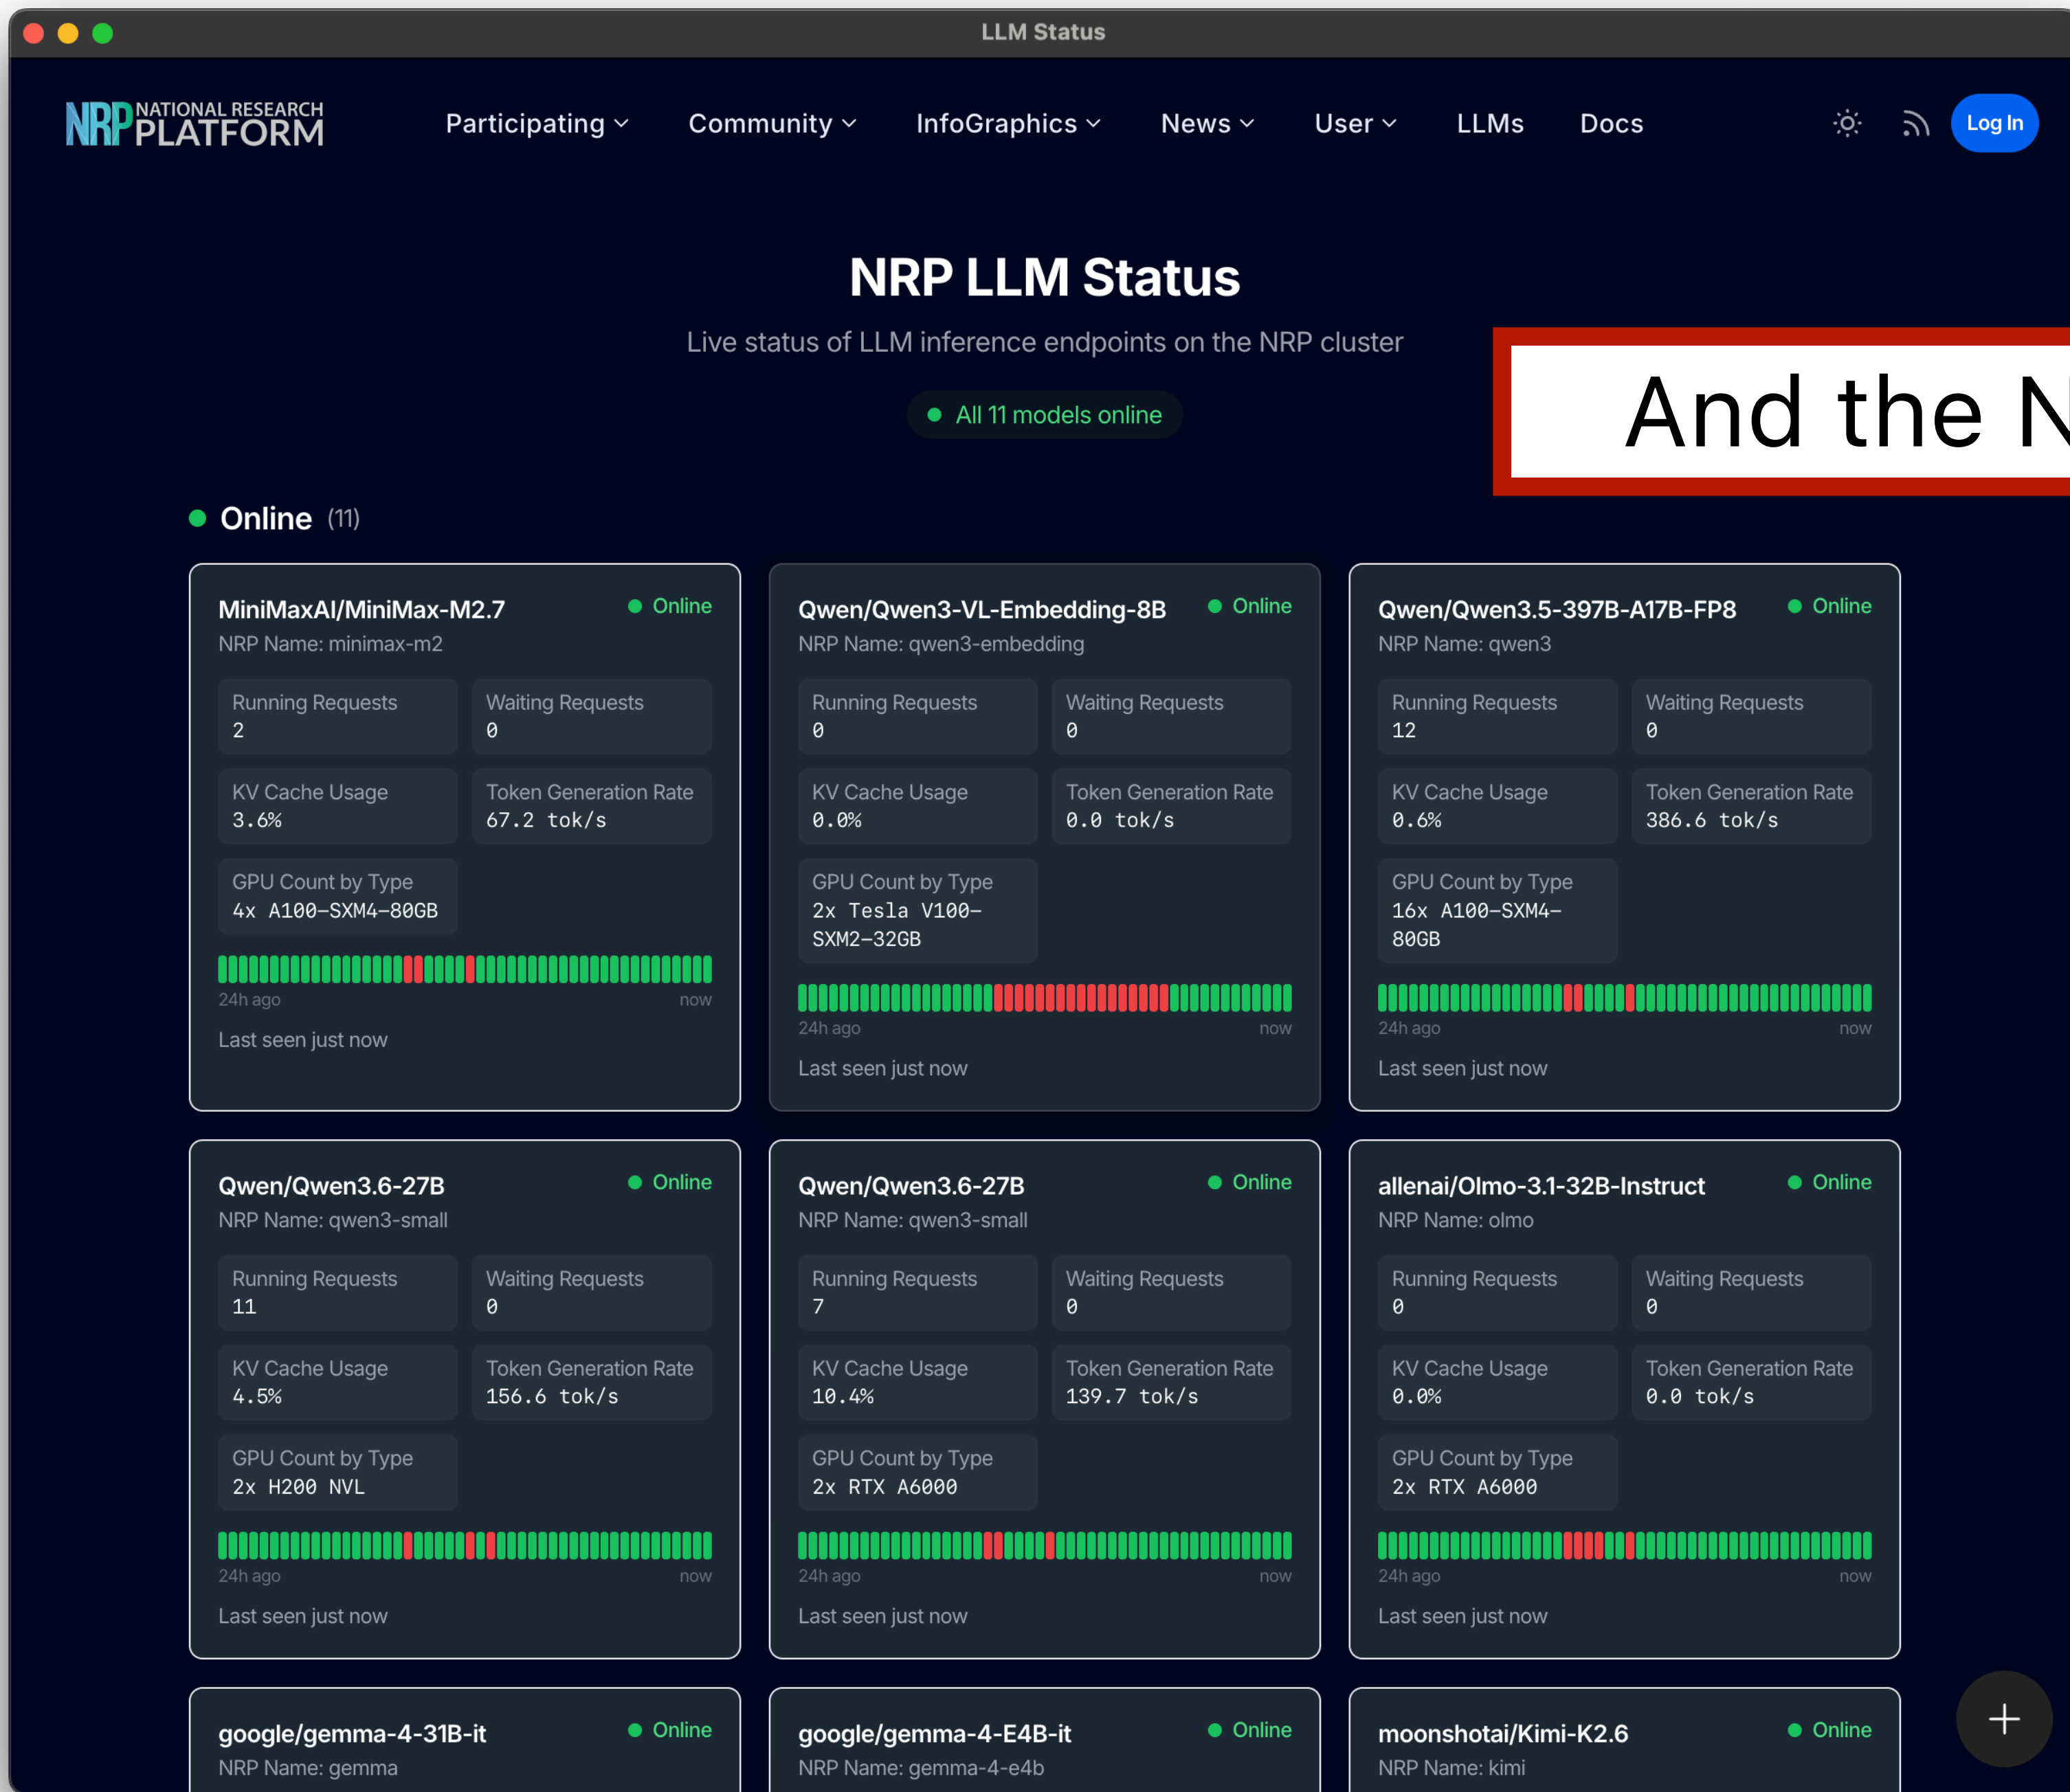 LLM Status
NRP NATIONAL RESEARCH PLATFORM
Participating
Community
InfoGraphics
News
User
LLMs
Docs
Log In
NRP LLM Status
Live status of LLM inference endpoints on the NRP cluster
All 11 models online
And the N
Online (11)
MiniMaxAI/MiniMax-M2.7
Online
NRP Name: minimax-m2
Running Requests
2
Waiting Requests
0
KV Cache Usage
3.6%
Token Generation Rate
67.2 tok/s
GPU Count by Type
4x A100-SXM4-80GB
24h ago
now
Last seen just now
Qwen/Qwen3-VL-Embedding-8B
Online
NRP Name: qwen3-embedding
Running Requests
0
Waiting Requests
0
KV Cache Usage
0.0%
Token Generation Rate
0.0 tok/s
GPU Count by Type
2x Tesla V100-
SXM2-32GB
24h ago
now
Last seen just now
Qwen/Qwen3.5-397B-A17B-FP8
Online
NRP Name: qwen3
Running Requests
12
Waiting Requests
0
KV Cache Usage
0.6%
Token Generation Rate
386.6 tok/s
GPU Count by Type
16x A100-SXM4-
80GB
24h ago
now
Last seen just now
Qwen/Qwen3.6-27B
Online
NRP Name: qwen3-small
Running Requests
11
Waiting Requests
0
KV Cache Usage
4.5%
Token Generation Rate
156.6 tok/s
GPU Count by Type
2x H200 NVL
24h ago
now
Last seen just now
Qwen/Qwen3.6-27B
Online
NRP Name: qwen3-small
Running Requests
7
Waiting Requests
0
KV Cache Usage
10.4%
Token Generation Rate
139.7 tok/s
GPU Count by Type
2x RTX A6000
24h ago
now
Last seen just now
allenai/Olmo-3.1-32B-Instruct
Online
NRP Name: olmo
Running Requests
0
Waiting Requests
0
KV Cache Usage
0.0%
Token Generation Rate
0.0 tok/s
GPU Count by Type
2x RTX A6000
24h ago
now
Last seen just now
google/gemma-4-31B-it
Online
NRP Name: gemma
google/gemma-4-E4B-it
Online
NRP Name: gemma-4-e4b
moonshotai/Kimi-K2.6
Online
NRP Name: kimi